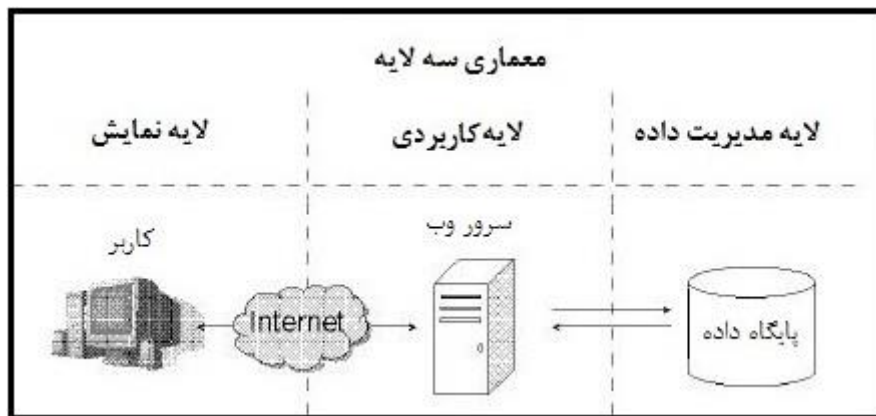 معماری سه لایه
لایه مدیریت داده
لایه کاربردی
لایه نمایش
سرور وب
کاربر
Internet
پایگاه داده